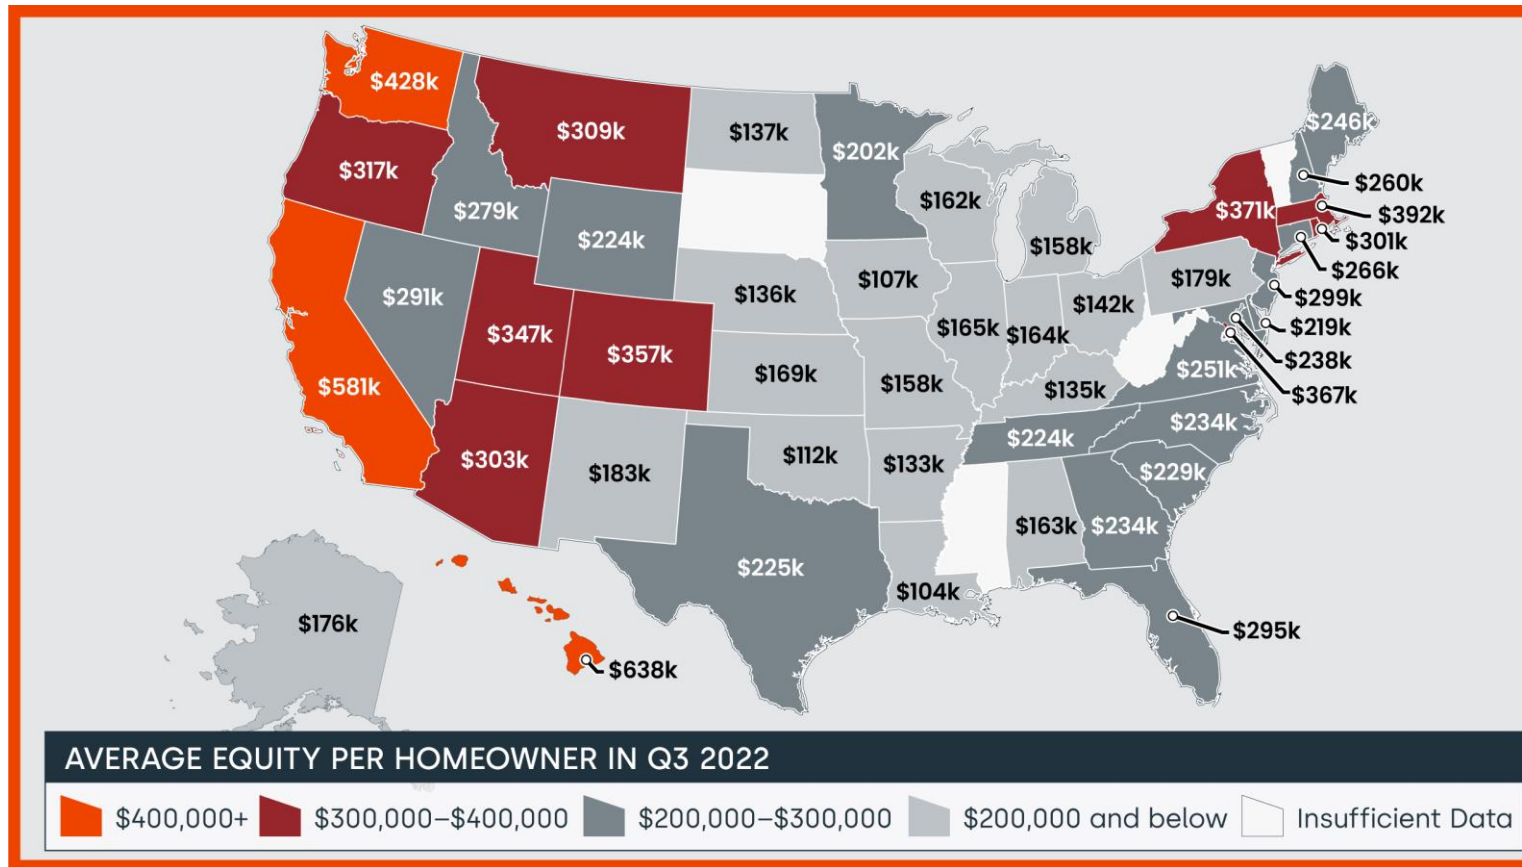 $428k
$309k
$137k
$202k
$246k
$317k
$279k
$224k
$162k
$158k
$371k
$260k
$392k
$301k
$266k
$291k
$136k
$107k
$142k
$179k
$299k
$347k
$357k
$165k
$164k
$219k
$238k
$581k
$169k
$158k
$135k
$251k
$367k
$303k
$183k
$112k
$133k
$224k
$234k
$229k
$225k
$163k
$234k
$104k
$176k
$638k
$295k
AVERAGE EQUITY PER HOMEOWNER IN Q3 2022
$400,000+
$300,000–$400,000
$200,000–$300,000
$200,000 and below
Insufficient Data